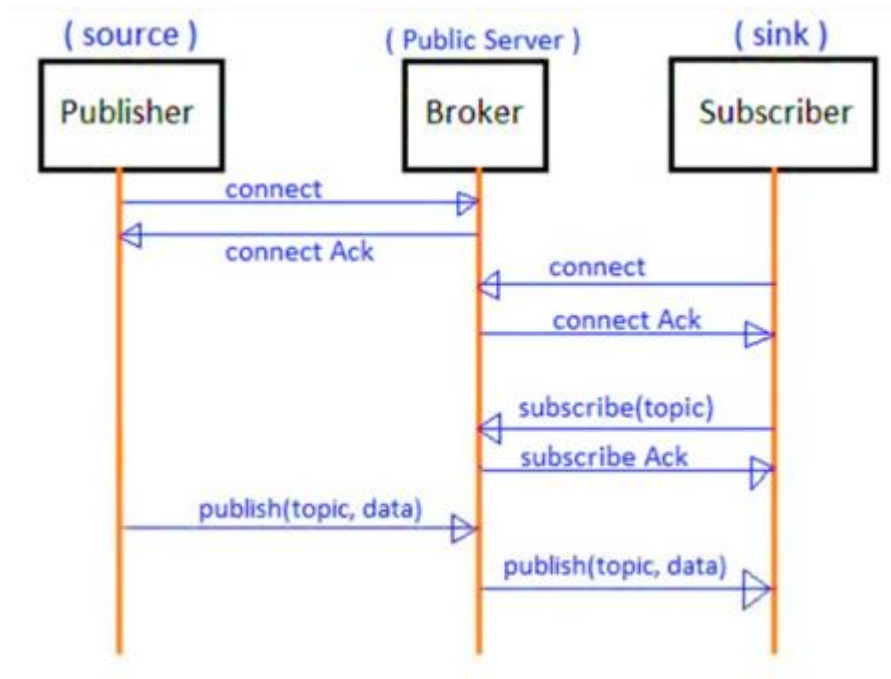 ( source )
( Public Server )
( sink )
Publisher
Broker
Subscriber
connect
connect Ack
connect
connect Ack
subscribe(topic)
subscribe Ack
publish(topic, data)
publish(topic, data)